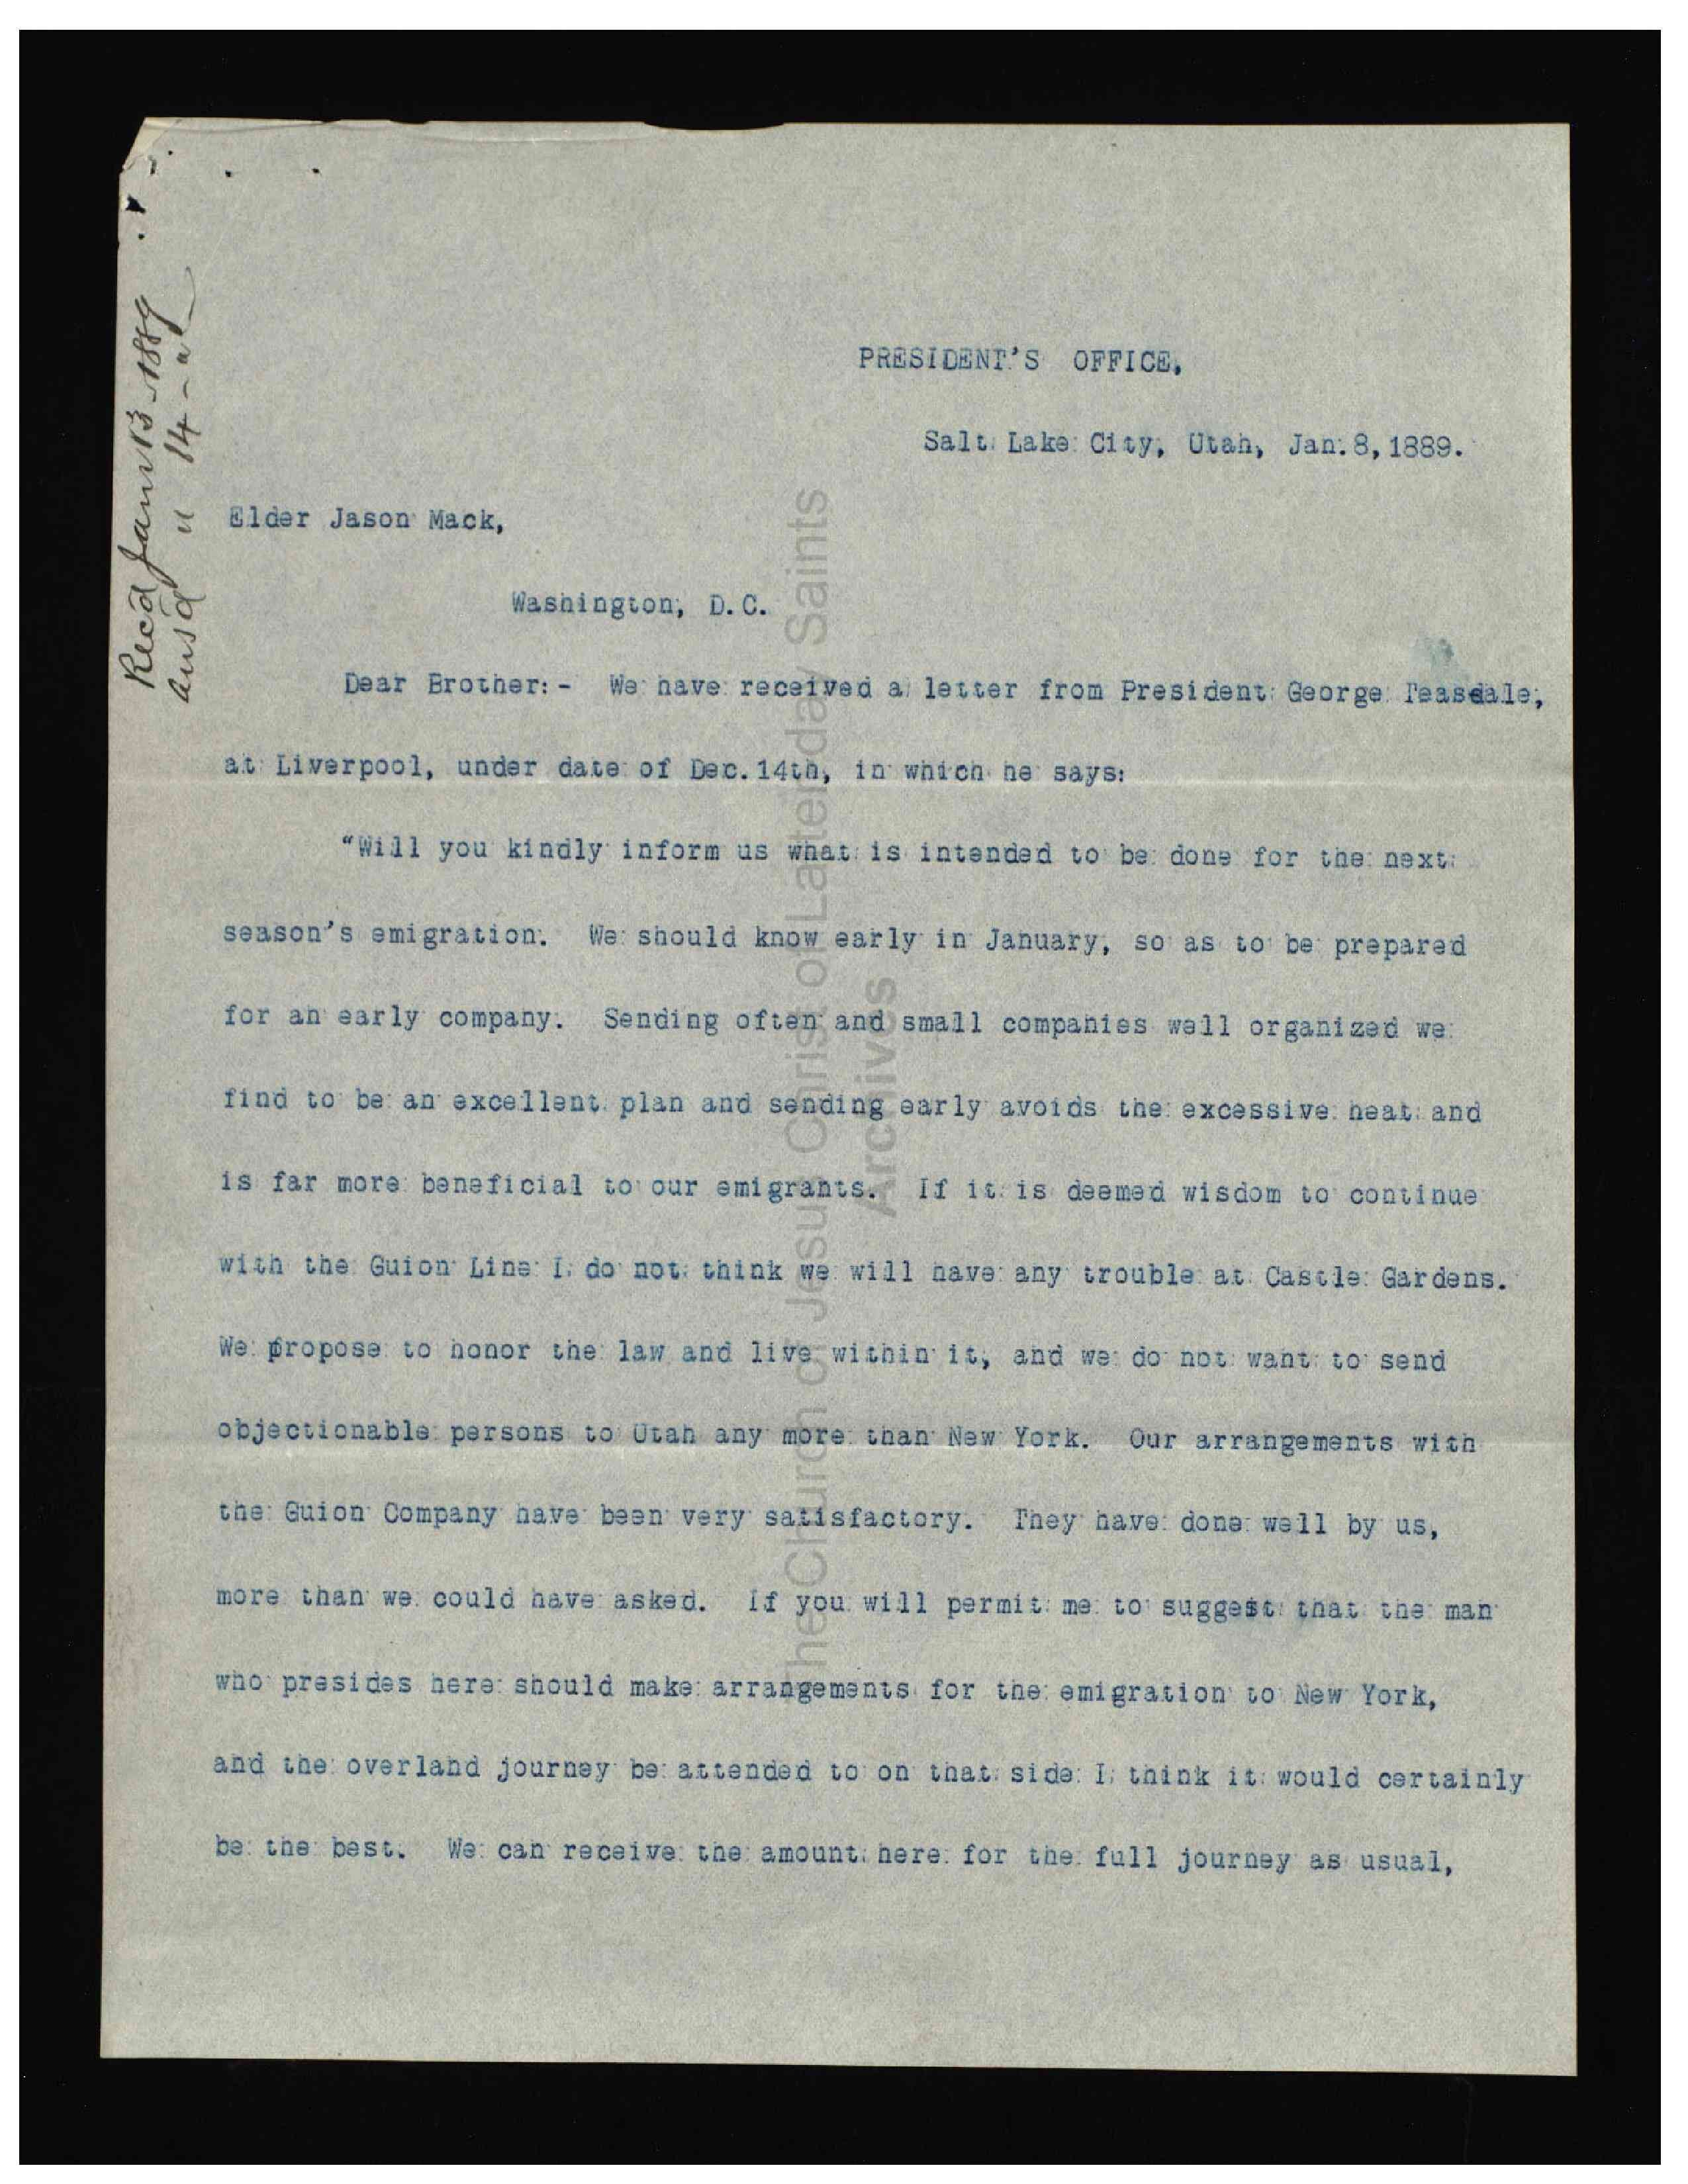 Rec'd Jany 13 1889
Ans'd " 14 - "
PRESIDENT'S OFFICE,
Salt Lake City, Utah, Jan. 8, 1889.
Elder Jason Mack,
Washington, D.C.
Dear Brother:- We have received a letter from President George Teasdale,
at Liverpool, under date of Dec. 14th, in which he says:
"Will you kindly inform us what is intended to be done for the next
season's emigration. We should know early in January, so as to be prepared
for an early company. Sending often and small companies well organized we
find to be an excellent plan and sending early avoids the excessive heat and
is far more beneficial to our emigrants. If it is deemed wisdom to continue
with the Guion Line I do not think we will have any trouble at Castle Gardens.
We propose to honor the law and live within it, and we do not want to send
objectionable persons to Utah any more than New York. Our arrangements with
the Guion Company have been very satisfactory. They have done well by us,
more than we could have asked. If you will permit me to suggest that the man
who presides here should make arrangements for the emigration to New York,
and the overland journey be attended to on that side I think it would certainly
be the best. We can receive the amount here for the full journey as usual,
The Church of Jesus Christ of Latter-day Saints
Archives